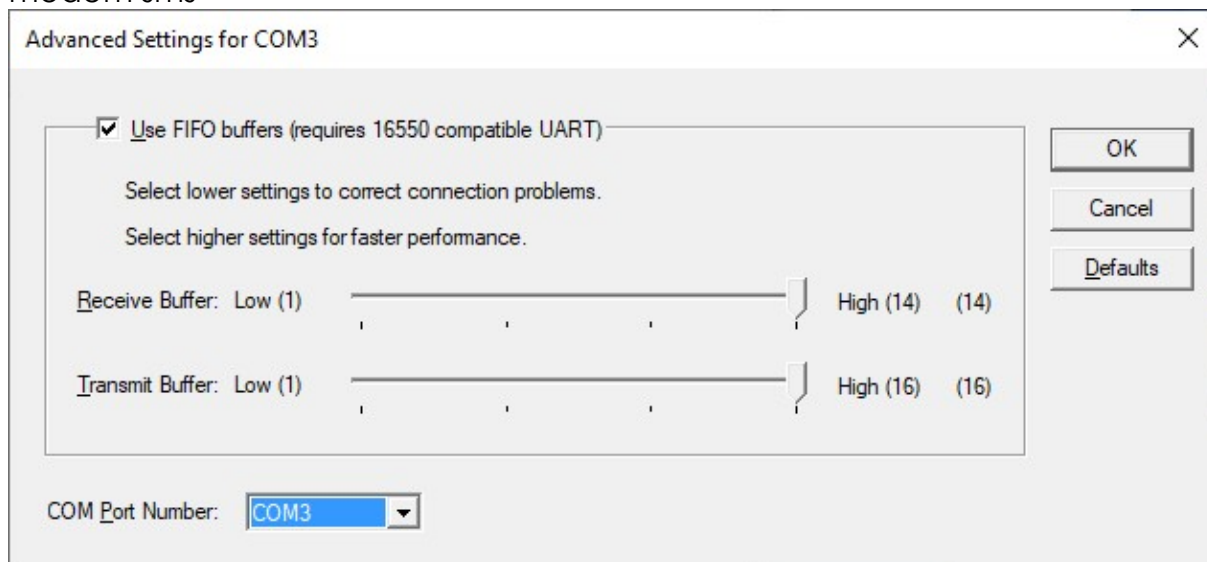 Advanced Settings for COM3
Use FIFO buffers (requires 16550 compatible UART)
OK
Select lower settings to correct connection problems.
Cancel
Select higher settings for faster performance.
Defaults
Receive Buffer: Low (1) High (14) (14)
Transmit Buffer: Low (1) High (16) (16)
COM Port Number: COM3